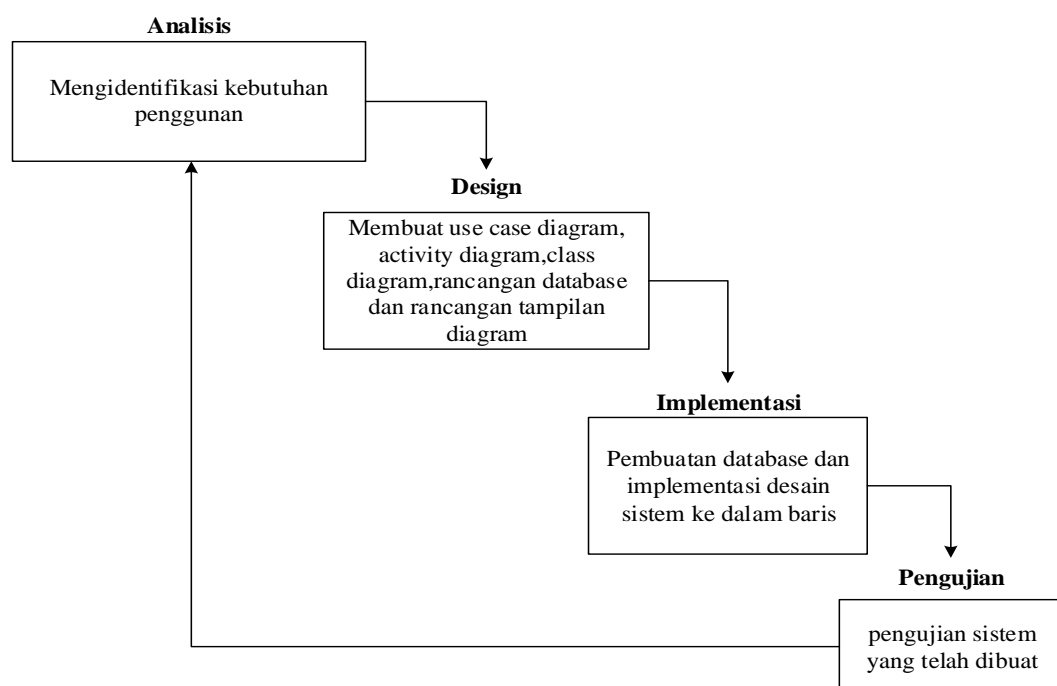 Analisis
Mengidentifikasi kebutuhan
penggunan
Design
Membuat use case diagram,
activity diagram,class
diagram,rancangan database
dan rancangan tampilan
diagram
Implementasi
Pembuatan database dan
implementasi desain
sistem ke dalam baris
Pengujian
pengujian sistem
yang telah dibuat